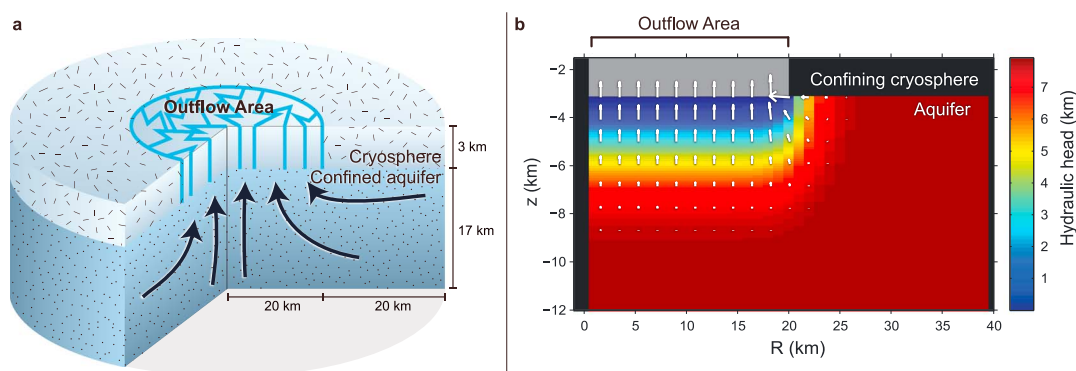 a
Outflow Area
Cryosphere
Confined aquifer
3 km
17 km
20 km
20 km
b
Outflow Area
Confining cryosphere
Aquifer
−2
−4
−6
−8
−10
−12
z (km)
0
5
10
15
20
25
30
35
40
R (km)
7
6
5
4
3
2
1
Hydraulic head (km)